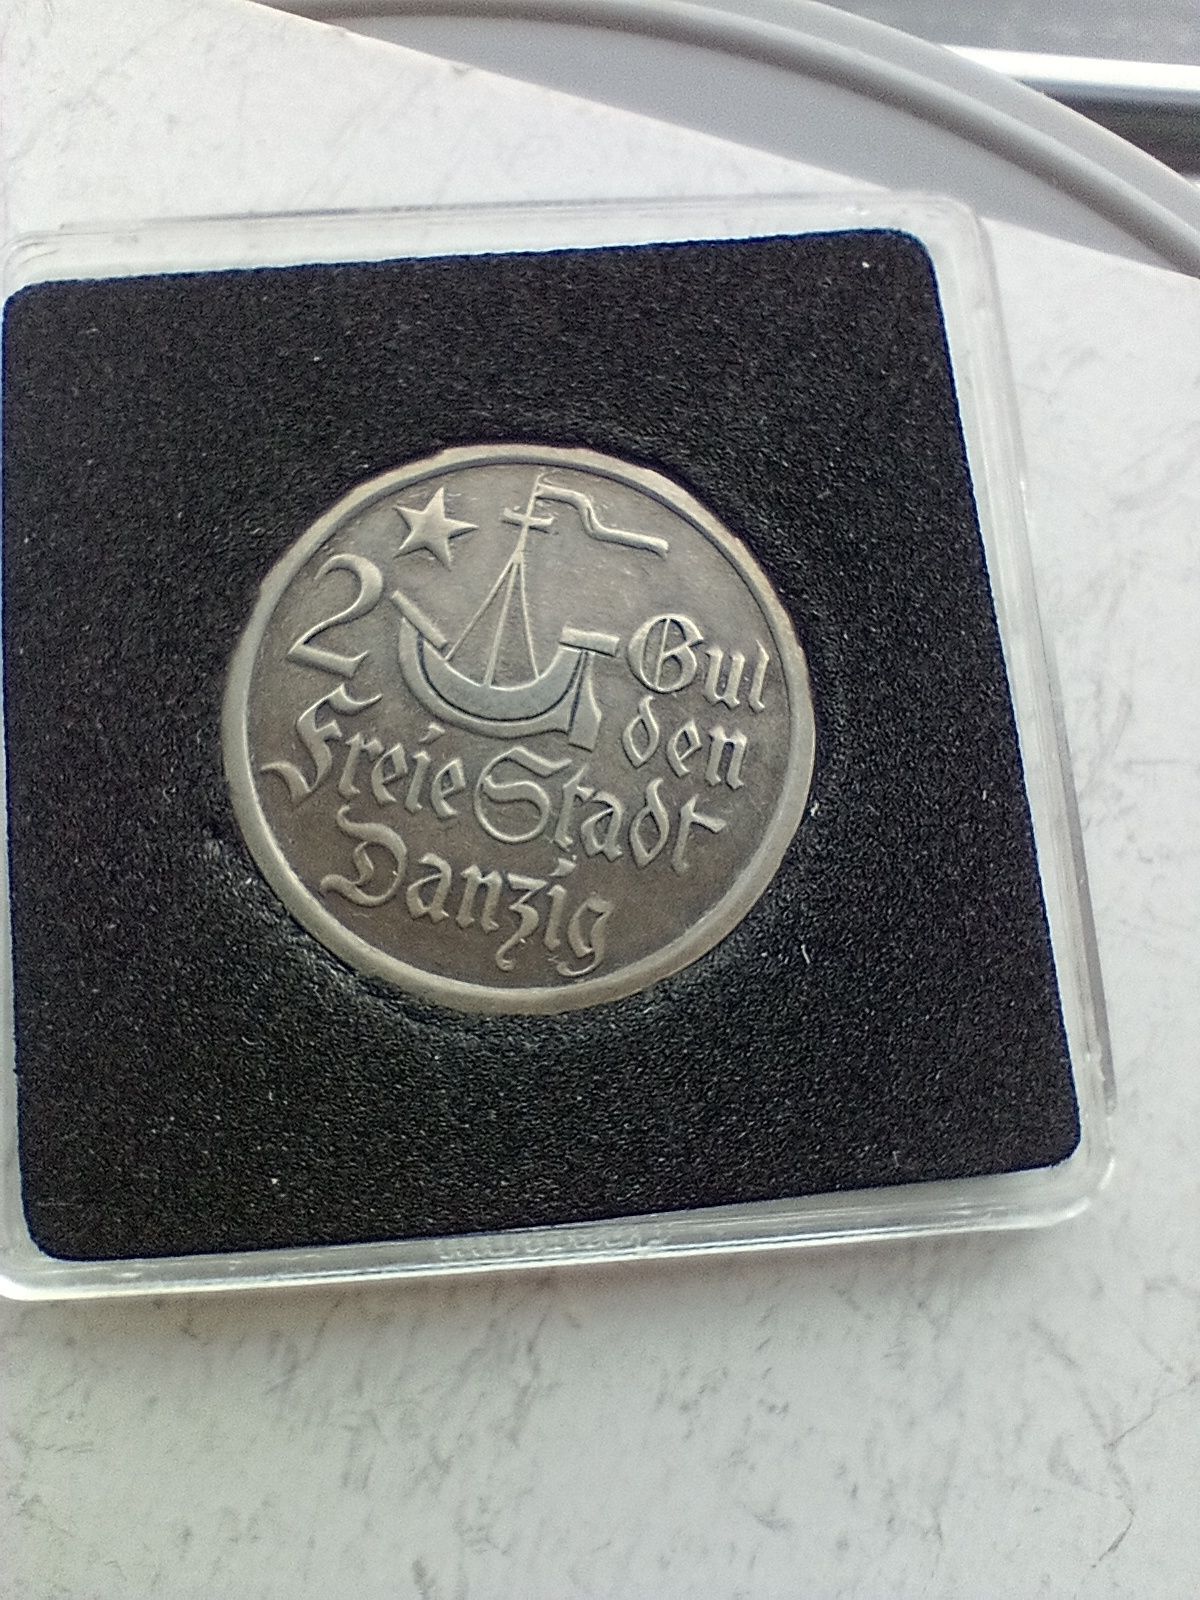 2 Gul
den
Freie Stadt
Danzig